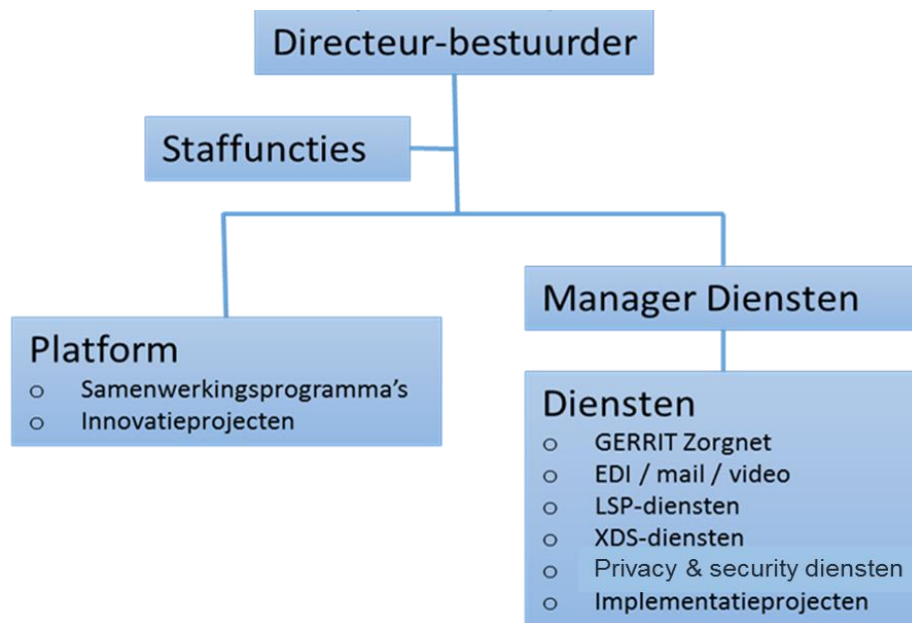 Directeur-bestuurder
Staffuncties
Manager Diensten
Platform
o Samenwerkingsprogramma’s
o Innovatieprojecten
Diensten
o GERRIT Zorgnet
o EDI / mail / video
o LSP-diensten
o XDS-diensten
o Privacy & security diensten
o Implementatieprojecten